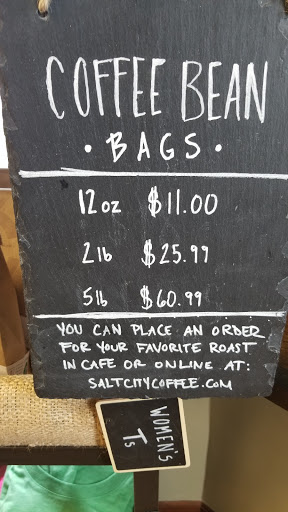 COFFEE BEAN
• BAGS •
12oz $11.00
2lb $25.99
5lb $60.99
YOU CAN PLACE AN ORDER
FOR YOUR FAVORITE ROAST
IN CAFE OR ONLINE AT:
SALTCITYCOFFEE.COM
WOMEN'S
Ts